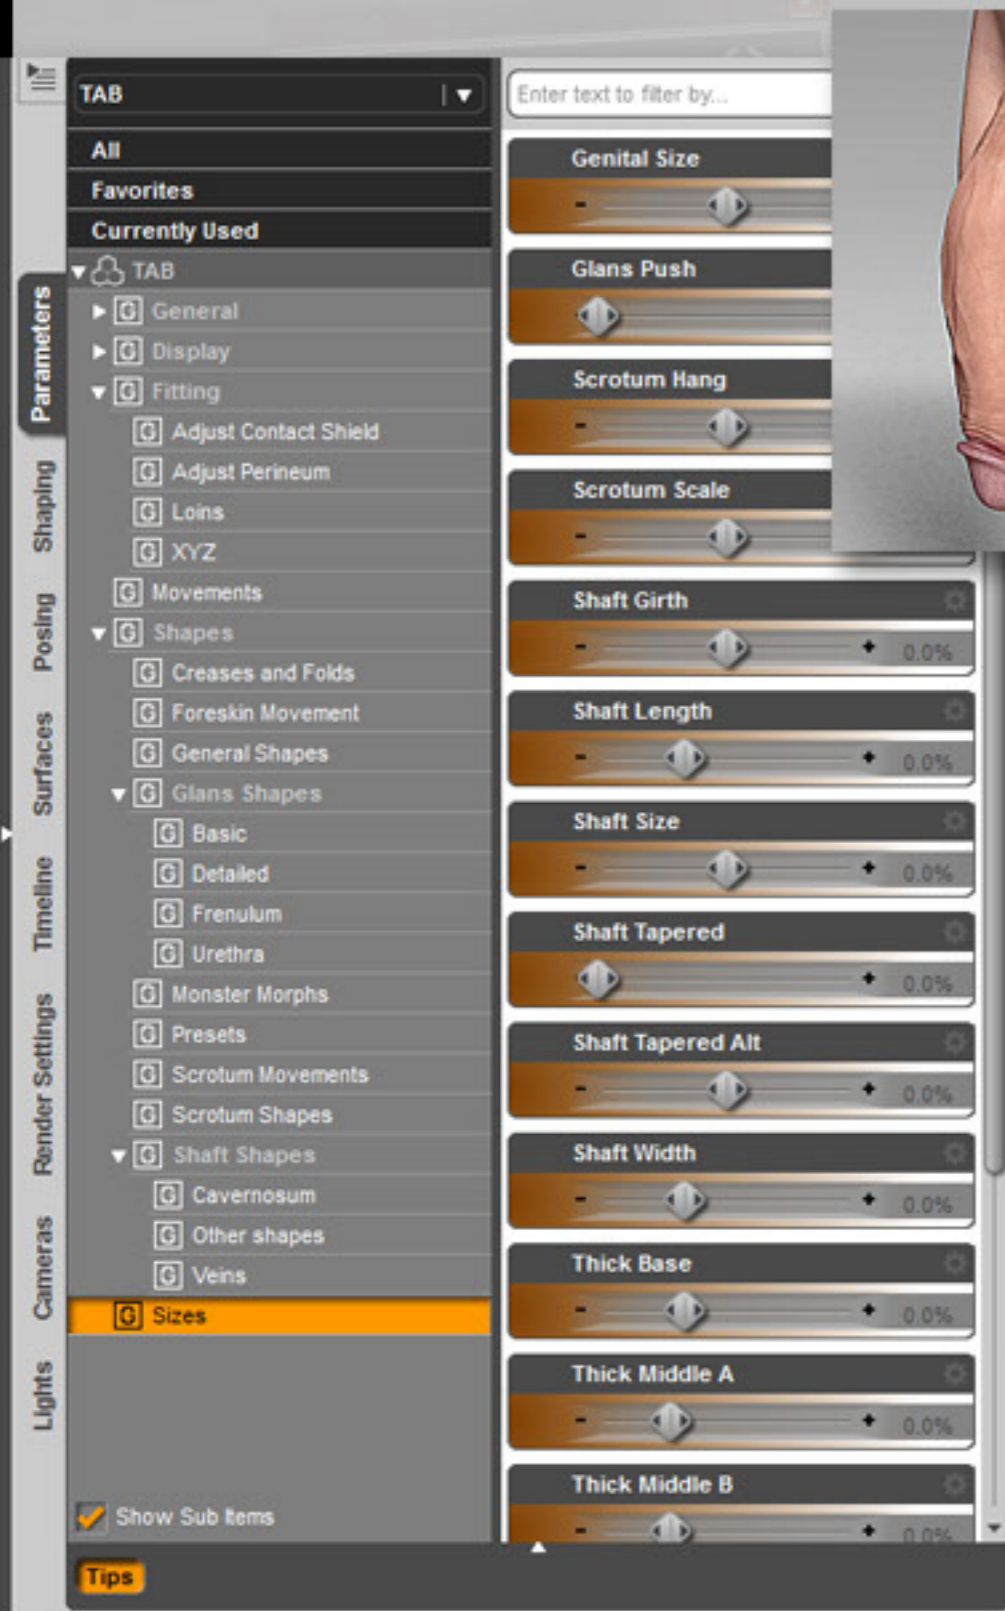 TAB
All
Favorites
Currently Used
TAB
General
Display
Fitting
Adjust Contact Shield
Adjust Perineum
Loins
XYZ
Movements
Shapes
Creases and Folds
Foreskin Movement
General Shapes
Glans Shapes
Basic
Detailed
Frenulum
Urethra
Monster Morphs
Presets
Scrotum Movements
Scrotum Shapes
Shaft Shapes
Cavernosum
Other shapes
Veins
Sizes
Show Sub Items
Tips
Parameters
Shaping
Posing
Surfaces
Timeline
Render Settings
Cameras
Lights
Enter text to filter by...
Genital Size
-
Glans Push
Scrotum Hang
-
Scrotum Scale
-
Shaft Girth
- + 0.0%
Shaft Length
- + 0.0%
Shaft Size
- + 0.0%
Shaft Tapered
+ 0.0%
Shaft Tapered Alt
- + 0.0%
Shaft Width
- + 0.0%
Thick Base
- + 0.0%
Thick Middle A
- + 0.0%
Thick Middle B
- + 0.0%